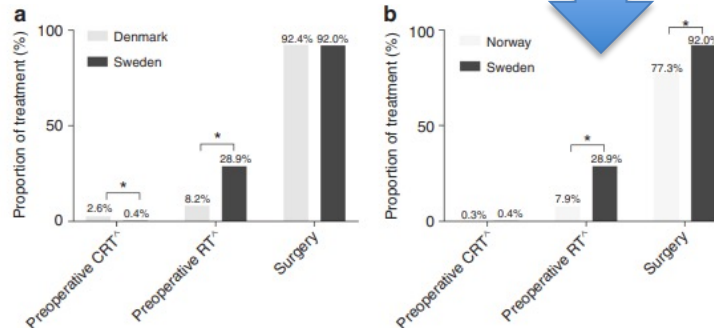 a
Proportion of treatment (%)
100
50
0
Denmark
Sweden
2.6%
0.4%
*
8.2%
28.9%
*
92.4%
92.0%
Preoperative CRT^
Preoperative RT^
Surgery
b
Proportion of treatment (%)
100
50
0
Norway
Sweden
0.3%
0.4%
7.9%
28.9%
*
77.3%
92.0%
*
Preoperative CRT^
Preoperative RT^
Surgery